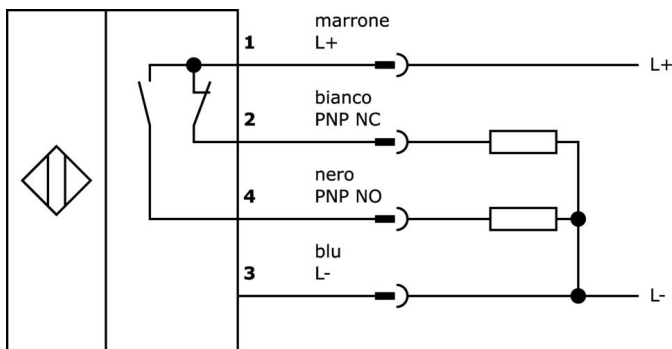 marrone
1 L+
L+
bianco
2 PNP NC
nero
4 PNP NO
blu
3 L-
L-